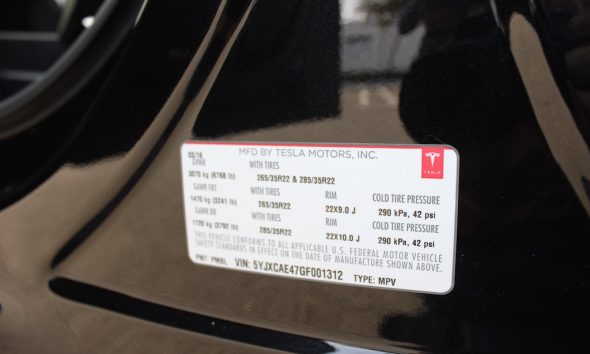 MFD BY TESLA MOTORS, INC.
TESLA
03/16
GVWR WITH TIRES
3070 kg (6768 lb) 265/35R22 & 285/35R22
GAWR FRT WITH TIRES RIM COLD TIRE PRESSURE
1470 kg (3241 lb) 265/35R22 22X9.0 J 290 kPa, 42 psi
GAWR RR WITH TIRES RIM COLD TIRE PRESSURE
285/35R22 22X10.0 J 290 kPa, 42 psi
THIS VEHICLE CONFORMS TO ALL APPLICABLE U.S. FEDERAL MOTOR VEHICLE
SAFETY STANDARDS IN EFFECT ON THE DATE OF MANUFACTURE SHOWN ABOVE.
PNT: PMBL VIN: 5YJXCAE47GF001312 TYPE: MPV